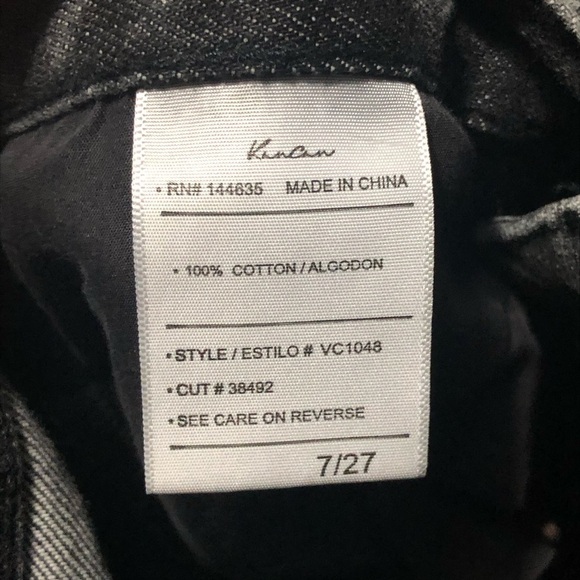 KanCan
• RN# 144635 MADE IN CHINA
• 100% COTTON / ALGODON
• STYLE / ESTILO # VC1048
• CUT # 38492
• SEE CARE ON REVERSE
7/27